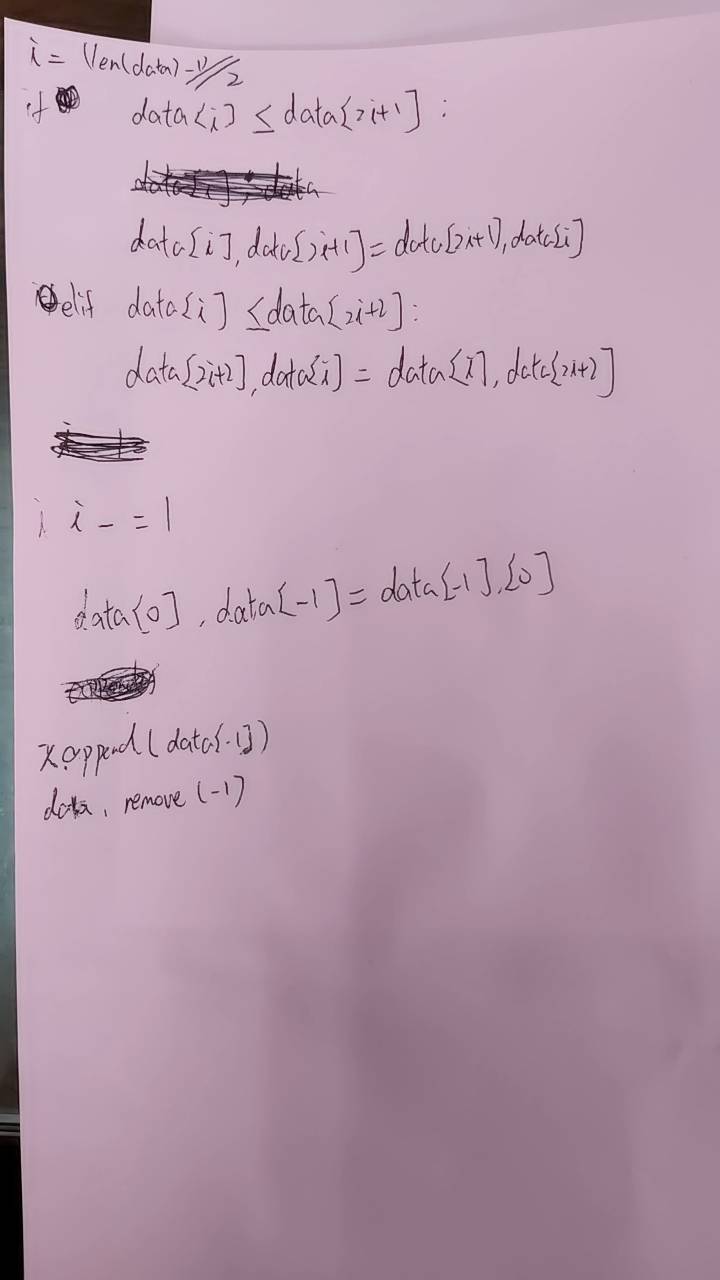 i = (len(data)-1)//2
if data[i] ≤ data[2i+1] :
data[i], data[2i+1] = data[2i+1], data[i]
elif data[i] ≤ data[2i+2] :
data[2i+2], data[i] = data[i], data[2i+2]
i i -= 1
data[0], data[-1] = data[-1], [0]
x.append(data[-1])
data. remove (-1)